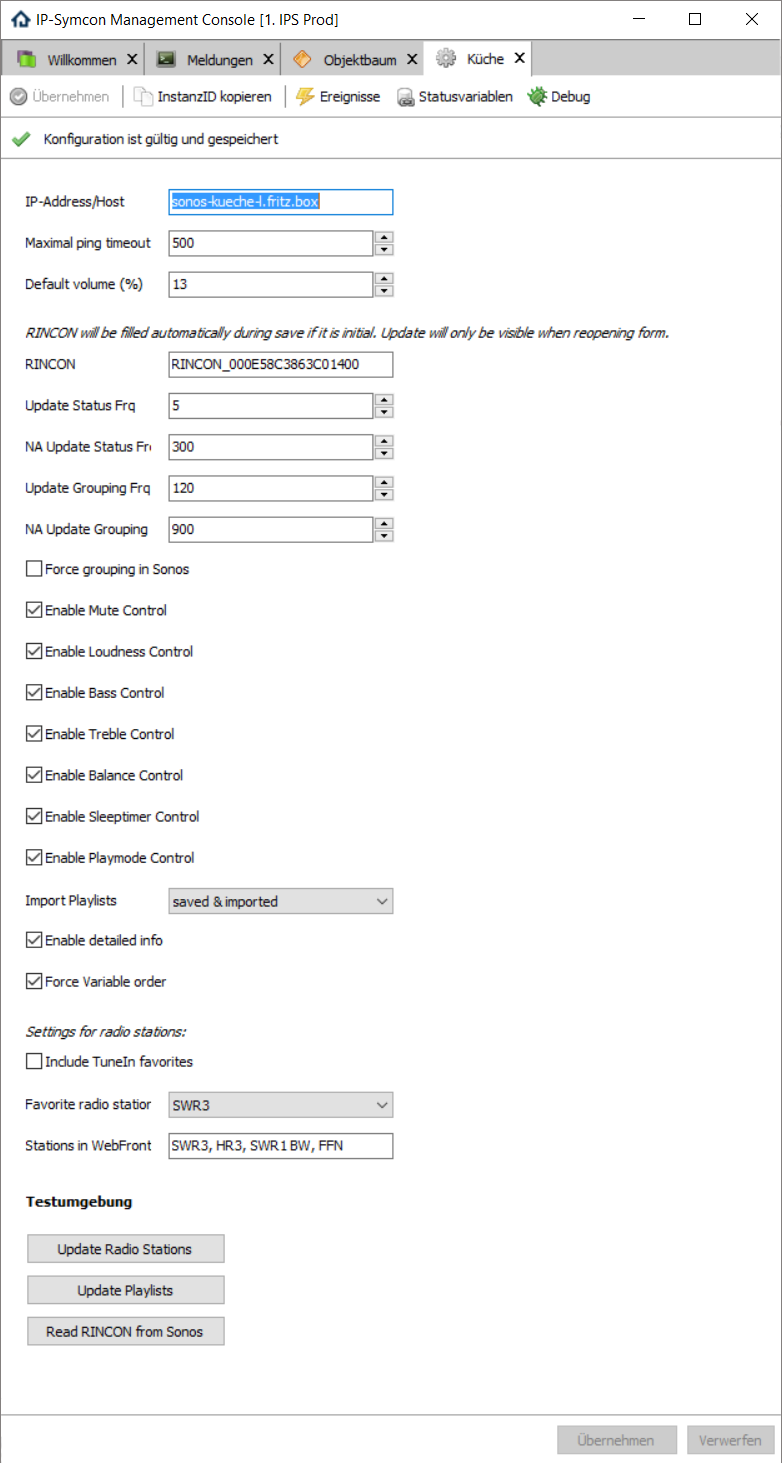 IP-Symcon Management Console [1. IPS Prod]
Willkommen Meldungen Objektbaum Küche
Übernehmen InstanzID kopieren Ereignisse Statusvariablen Debug
Konfiguration ist gültig und gespeichert
IP-Address/Host sonos-kueche-l.fritz.box
Maximal ping timeout 500
Default volume (%) 13
RINCON will be filled automatically during save if it is initial. Update will only be visible when reopening form.
RINCON RINCON_000E58C3863C01400
Update Status Frq 5
NA Update Status Fr 300
Update Grouping Frq 120
NA Update Grouping 900
Force grouping in Sonos
Enable Mute Control
Enable Loudness Control
Enable Bass Control
Enable Treble Control
Enable Balance Control
Enable Sleeptimer Control
Enable Playmode Control
Import Playlists saved & imported
Enable detailed info
Force Variable order
Settings for radio stations:
Include TuneIn favorites
Favorite radio station SWR3
Stations in WebFront SWR3, HR3, SWR1 BW, FFN
Testumgebung
Update Radio Stations
Update Playlists
Read RINCON from Sonos
Übernehmen Verwerfen